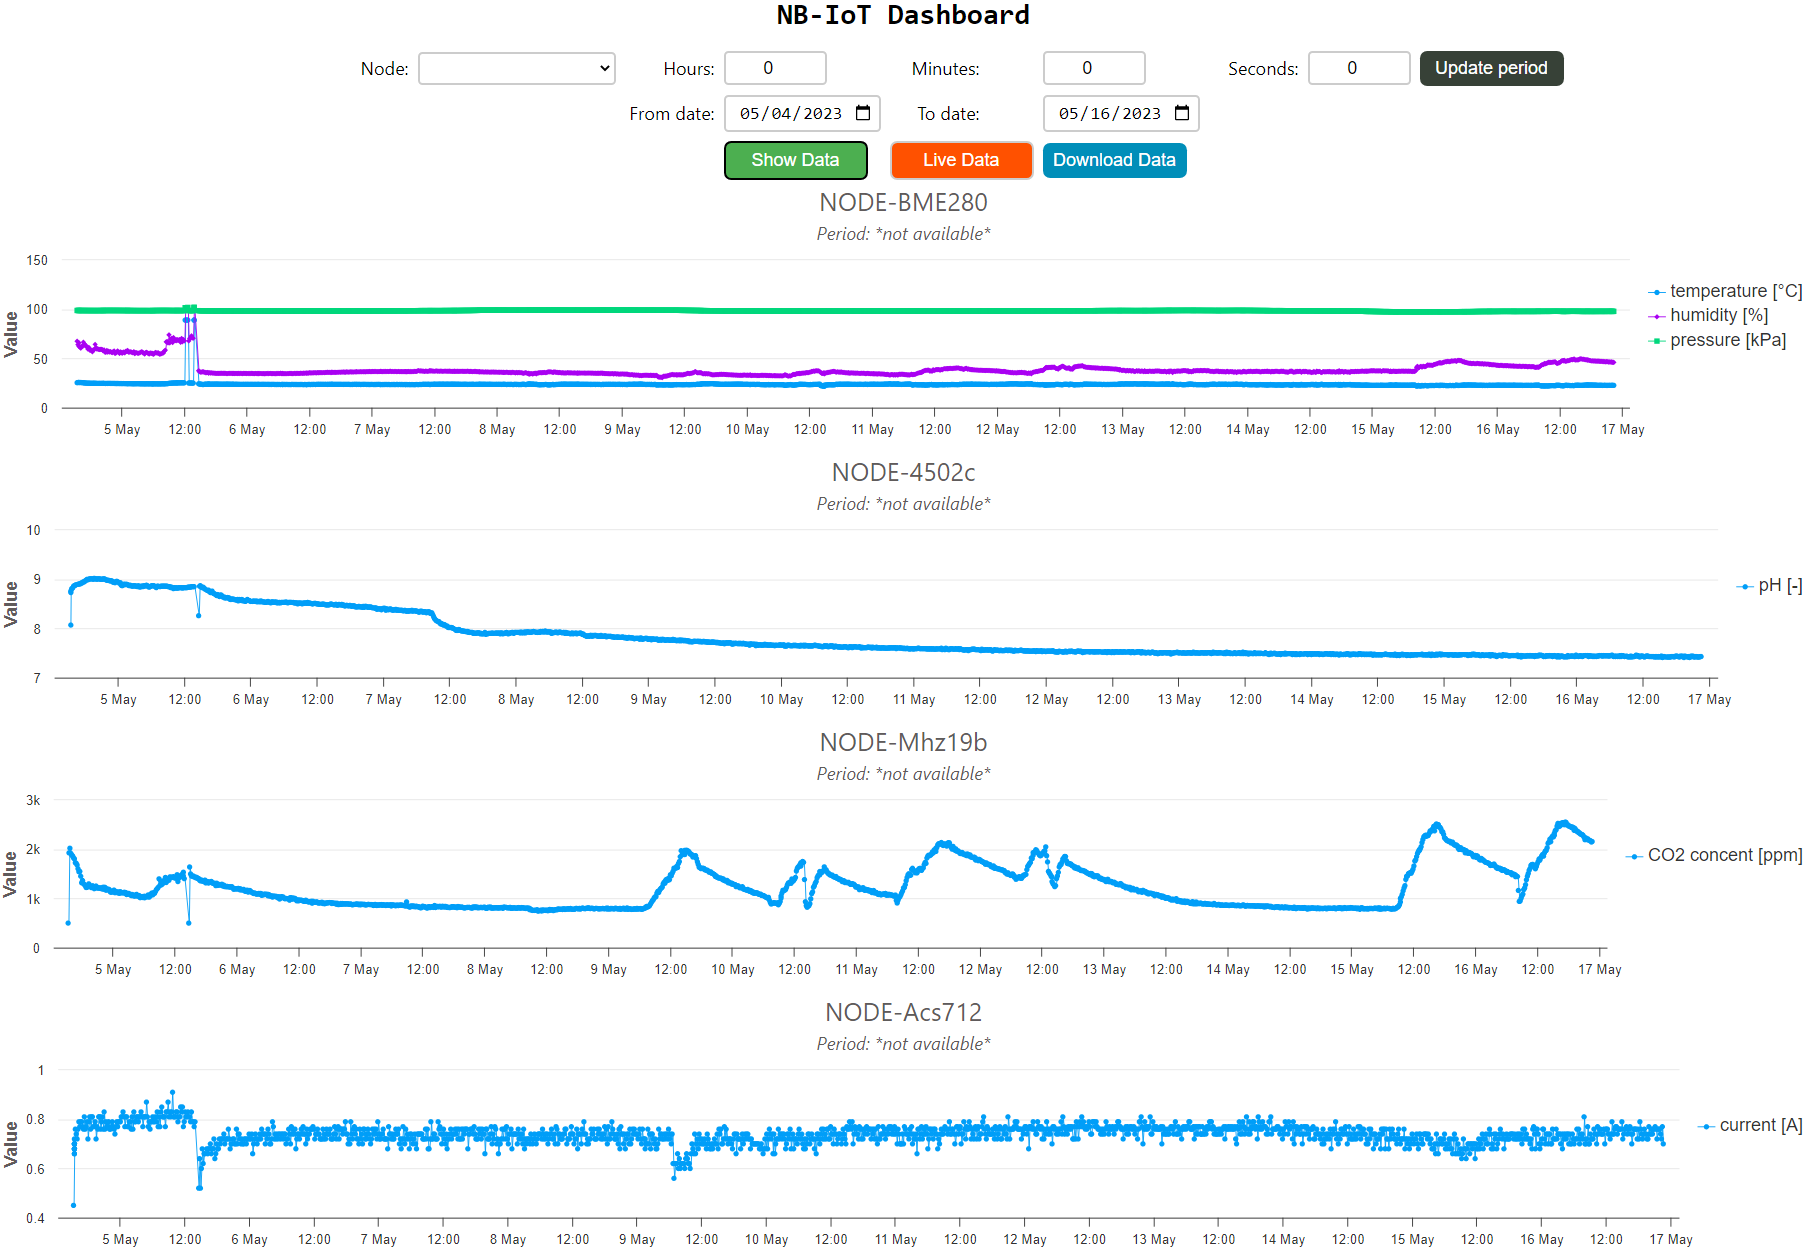 NB-IoT Dashboard
Node: Hours: 0 Minutes: 0 Seconds: 0 Update period
From date: 05/04/2023 To date: 05/16/2023
Show Data Live Data Download Data
NODE-BME280
Period: *not available*
Value
150
100
50
0
5 May 12:00 6 May 12:00 7 May 12:00 8 May 12:00 9 May 12:00 10 May 12:00 11 May 12:00 12 May 12:00 13 May 12:00 14 May 12:00 15 May 12:00 16 May 12:00 17 May
temperature [°C]
humidity [%]
pressure [kPa]
NODE-4502c
Period: *not available*
Value
10
9
8
7
5 May 12:00 6 May 12:00 7 May 12:00 8 May 12:00 9 May 12:00 10 May 12:00 11 May 12:00 12 May 12:00 13 May 12:00 14 May 12:00 15 May 12:00 16 May 12:00 17 May
pH [-]
NODE-Mhz19b
Period: *not available*
Value
3k
2k
1k
0
5 May 12:00 6 May 12:00 7 May 12:00 8 May 12:00 9 May 12:00 10 May 12:00 11 May 12:00 12 May 12:00 13 May 12:00 14 May 12:00 15 May 12:00 16 May 12:00 17 May
CO2 concent [ppm]
NODE-Acs712
Period: *not available*
Value
1
0.8
0.6
0.4
5 May 12:00 6 May 12:00 7 May 12:00 8 May 12:00 9 May 12:00 10 May 12:00 11 May 12:00 12 May 12:00 13 May 12:00 14 May 12:00 15 May 12:00 16 May 12:00 17 May
current [A]